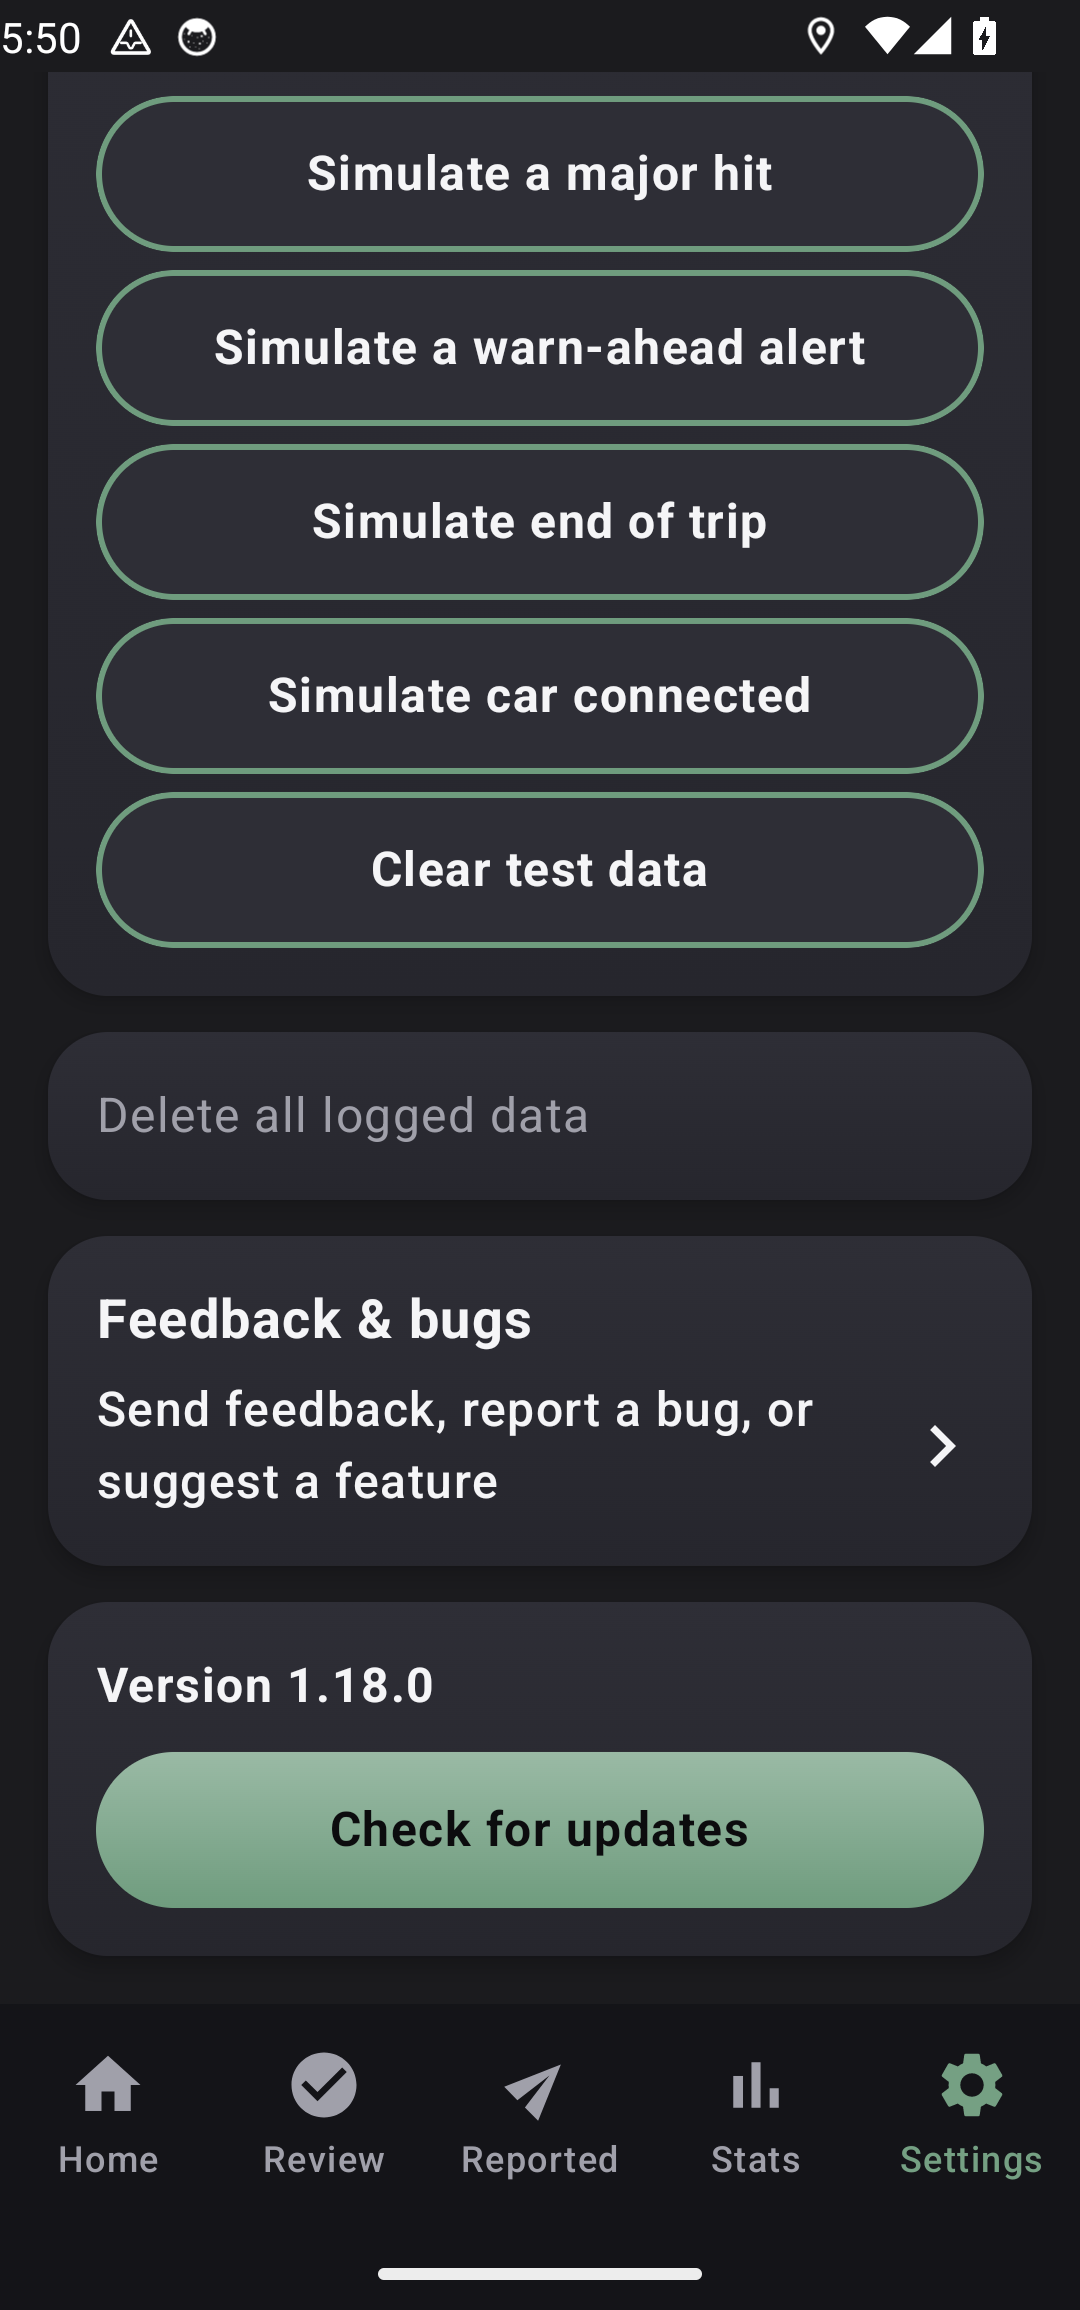 5:50
Simulate a major hit
Simulate a warn-ahead alert
Simulate end of trip
Simulate car connected
Clear test data
Delete all logged data
Feedback & bugs
Send feedback, report a bug, or
suggest a feature
Version 1.18.0
Check for updates
Home
Review
Reported
Stats
Settings